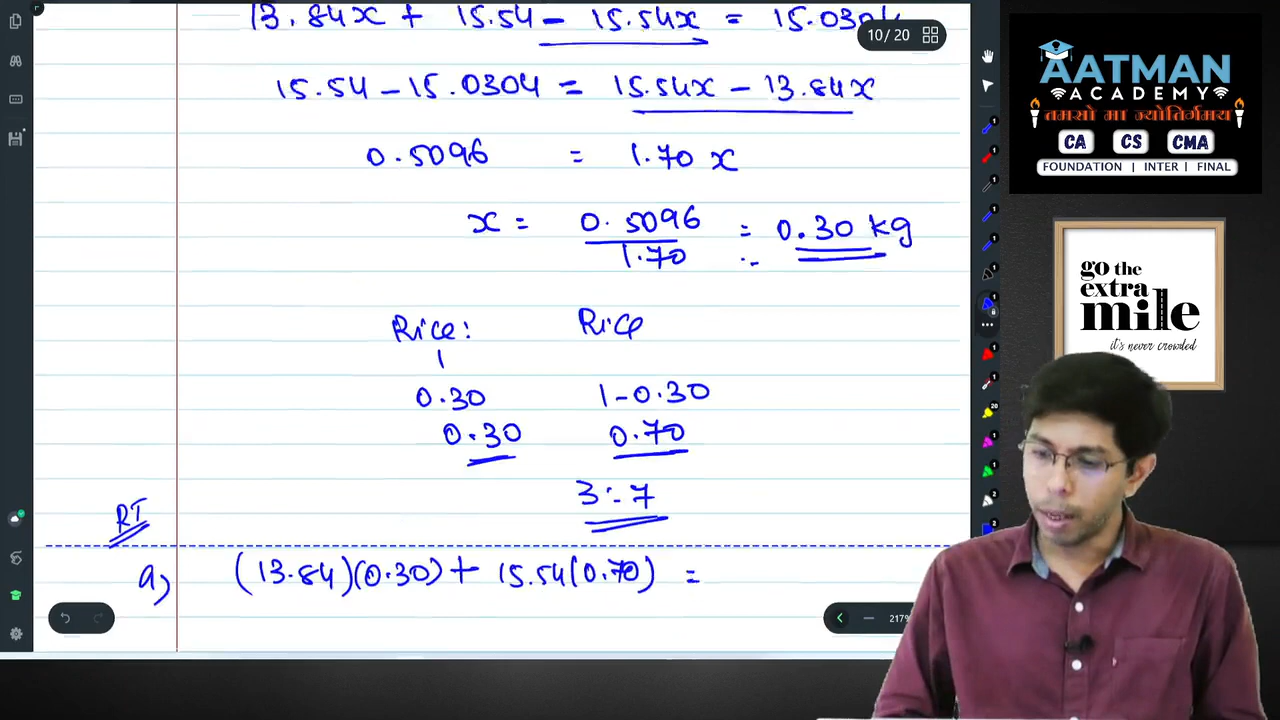 13.84x + 15.54 - 15.54x = 15.0304
10/20
15.54 - 15.0304 = 15.54x - 13.84x
0.5096 = 1.70 x
x = 0.5096 / 1.70 = 0.30 kg
Rice : Rice
1
0.30 1-0.30
0.30 0.70
3:7
RT
a) (13.84)(0.30) + 15.54(0.70) =
217%
AATMAN
ACADEMY
तमसो मा ज्योतिर्गमय
CA CS CMA
FOUNDATION | INTER | FINAL
go the
extra
mile
it's never crowded